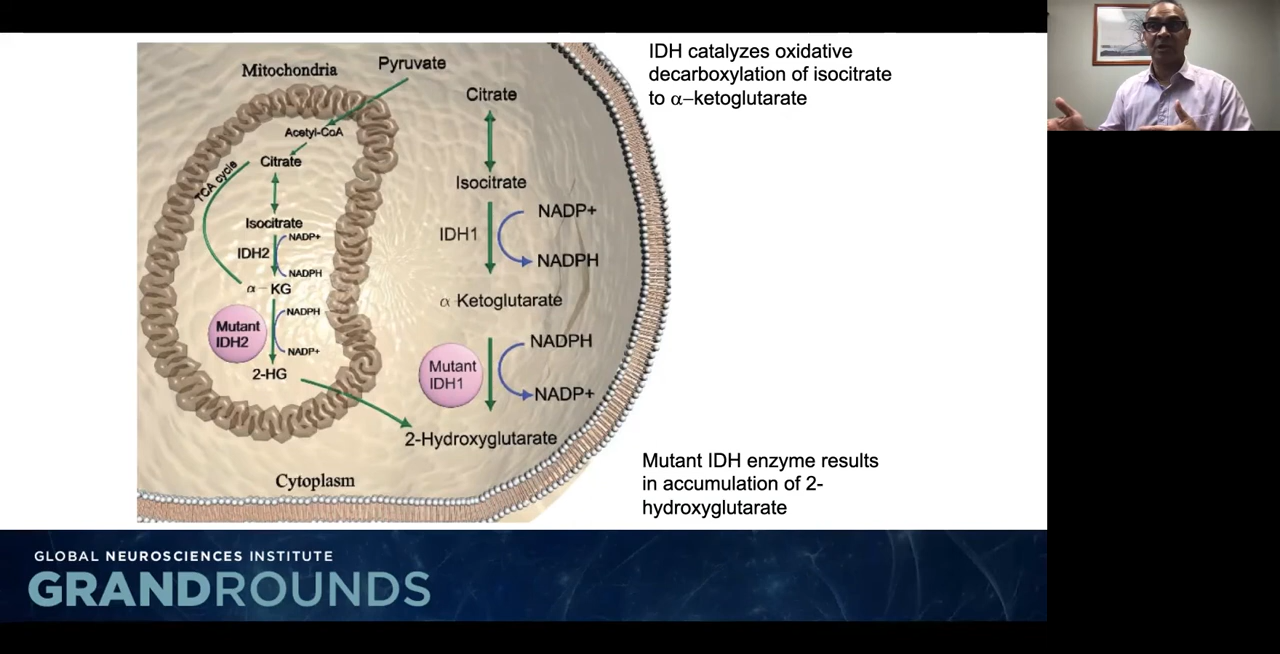 Mitochondria
Pyruvate
Acetyl-CoA
Citrate
TCA cycle
Isocitrate
NADP+
IDH2
NADPH
α - KG
Mutant
IDH2
NADPH
NADP+
2-HG
Citrate
Isocitrate
IDH1
NADP+
NADPH
α-Ketoglutarate
Mutant
IDH1
NADPH
NADP+
2-Hydroxyglutarate
Cytoplasm
IDH catalyzes oxidative
decarboxylation of isocitrate
to α–ketoglutarate
Mutant IDH enzyme results
in accumulation of 2-
hydroxyglutarate
GLOBAL NEUROSCIENCES INSTITUTE
GRANDROUNDS